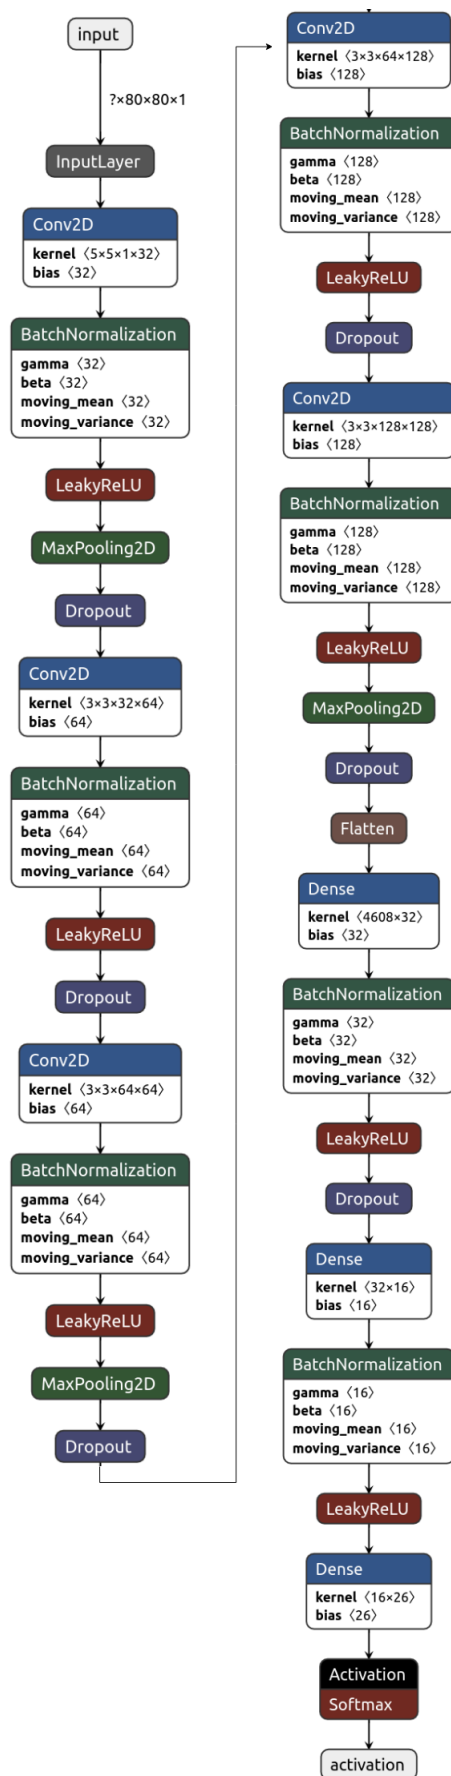 input
?×80×80×1
InputLayer
Conv2D
kernel 〈5×5×1×32〉
bias 〈32〉
BatchNormalization
gamma 〈32〉
beta 〈32〉
moving_mean 〈32〉
moving_variance 〈32〉
LeakyReLU
MaxPooling2D
Dropout
Conv2D
kernel 〈3×3×32×64〉
bias 〈64〉
BatchNormalization
gamma 〈64〉
beta 〈64〉
moving_mean 〈64〉
moving_variance 〈64〉
LeakyReLU
Dropout
Conv2D
kernel 〈3×3×64×64〉
bias 〈64〉
BatchNormalization
gamma 〈64〉
beta 〈64〉
moving_mean 〈64〉
moving_variance 〈64〉
LeakyReLU
MaxPooling2D
Dropout
Conv2D
kernel 〈3×3×64×128〉
bias 〈128〉
BatchNormalization
gamma 〈128〉
beta 〈128〉
moving_mean 〈128〉
moving_variance 〈128〉
LeakyReLU
Dropout
Conv2D
kernel 〈3×3×128×128〉
bias 〈128〉
BatchNormalization
gamma 〈128〉
beta 〈128〉
moving_mean 〈128〉
moving_variance 〈128〉
LeakyReLU
MaxPooling2D
Dropout
Flatten
Dense
kernel 〈4608×32〉
bias 〈32〉
BatchNormalization
gamma 〈32〉
beta 〈32〉
moving_mean 〈32〉
moving_variance 〈32〉
LeakyReLU
Dropout
Dense
kernel 〈32×16〉
bias 〈16〉
BatchNormalization
gamma 〈16〉
beta 〈16〉
moving_mean 〈16〉
moving_variance 〈16〉
LeakyReLU
Dense
kernel 〈16×26〉
bias 〈26〉
Activation
Softmax
activation